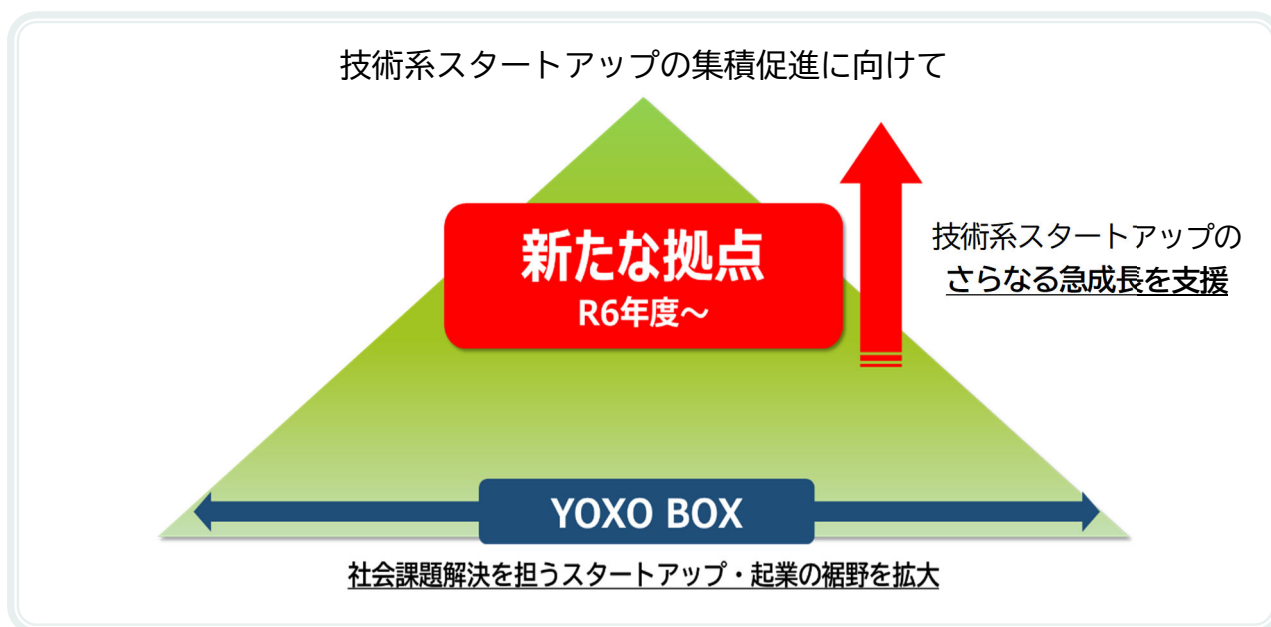 技術系スタートアップの集積促進に向けて
新たな拠点
R6年度～
技術系スタートアップの
さらなる急成長を支援
YOXO BOX
社会課題解決を担うスタートアップ・起業の裾野を拡大